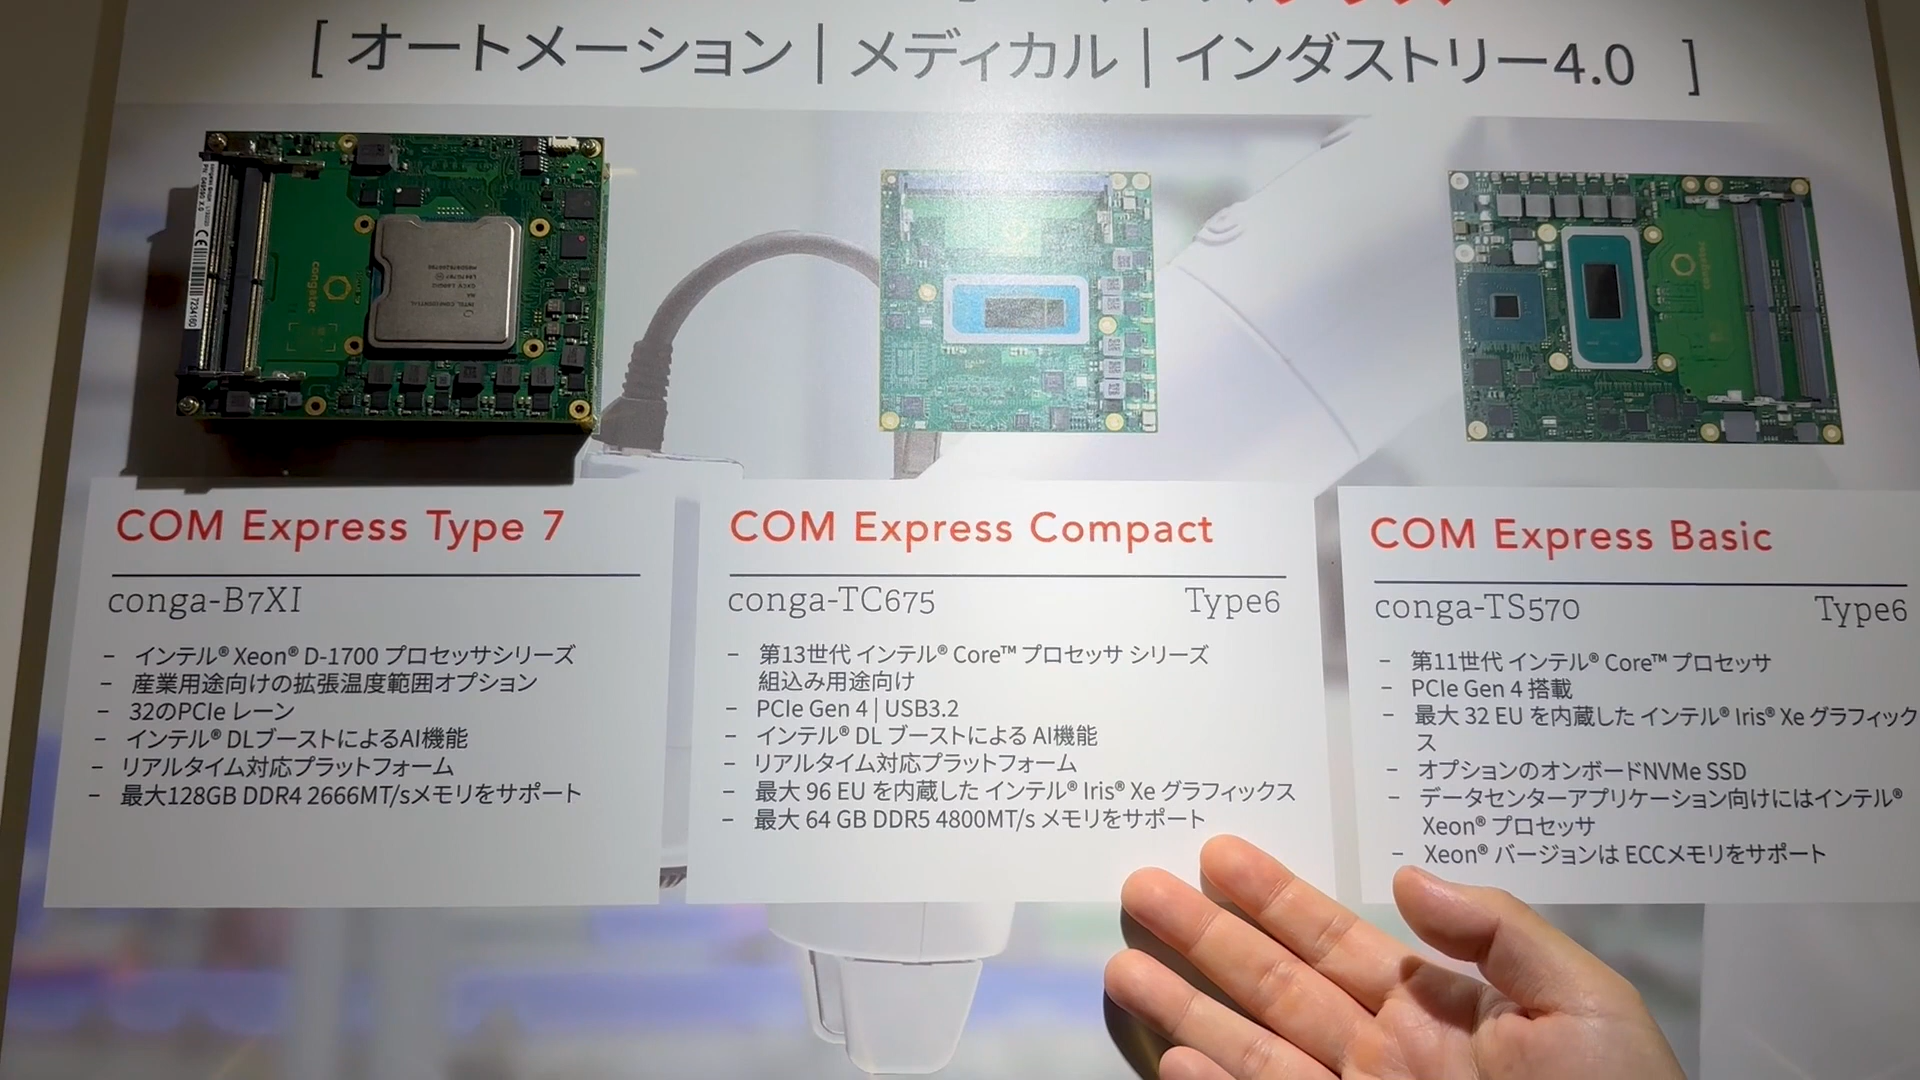 [ オートメーション | メディカル | インダストリー4.0 ]
congatec
7234160
COM Express Type 7
conga-B7XI
– インテル® Xeon® D-1700 プロセッサシリーズ
– 産業用途向けの拡張温度範囲オプション
– 32のPCIe レーン
– インテル® DLブーストによるAI機能
– リアルタイム対応プラットフォーム
– 最大128GB DDR4 2666MT/sメモリをサポート
COM Express Compact
conga-TC675 Type6
– 第13世代 インテル® Core™ プロセッサ シリーズ
組込み用途向け
– PCIe Gen 4 | USB3.2
– インテル® DL ブーストによる AI機能
– リアルタイム対応プラットフォーム
– 最大 96 EU を内蔵した インテル® Iris® Xe グラフィックス
– 最大 64 GB DDR5 4800MT/s メモリをサポート
COM Express Basic
conga-TS570 Type6
– 第11世代 インテル® Core™ プロセッサ
– PCIe Gen 4 搭載
– 最大 32 EU を内蔵した インテル® Iris® Xe グラフィック
ス
– オプションのオンボードNVMe SSD
– データセンターアプリケーション向けにはインテル®
Xeon® プロセッサ
– Xeon® バージョンは ECCメモリをサポート